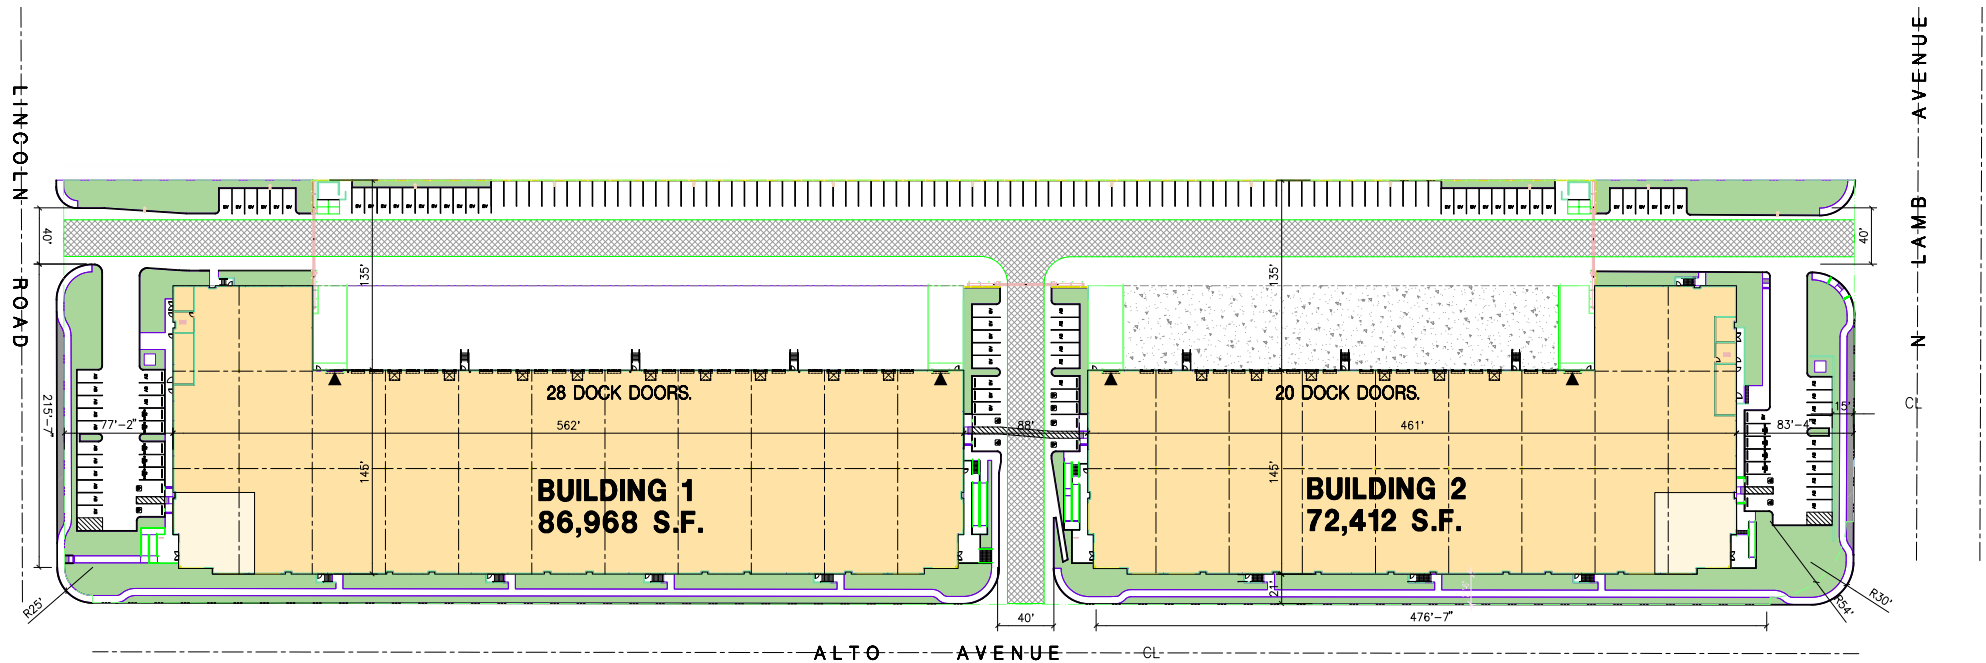 LINCOLN ROAD
N LAMB AVENUE
40'
40'
135'
135'
28 DOCK DOORS.
20 DOCK DOORS.
215'-7"
77'-2"
562'
88'
461'
83'-4"
15'
CL
145'
145'
BUILDING 1
86,968 S.F.
BUILDING 2
72,412 S.F.
21'
R25'
R30'
R54'
40'
476'-7"
ALTO AVENUE
CL